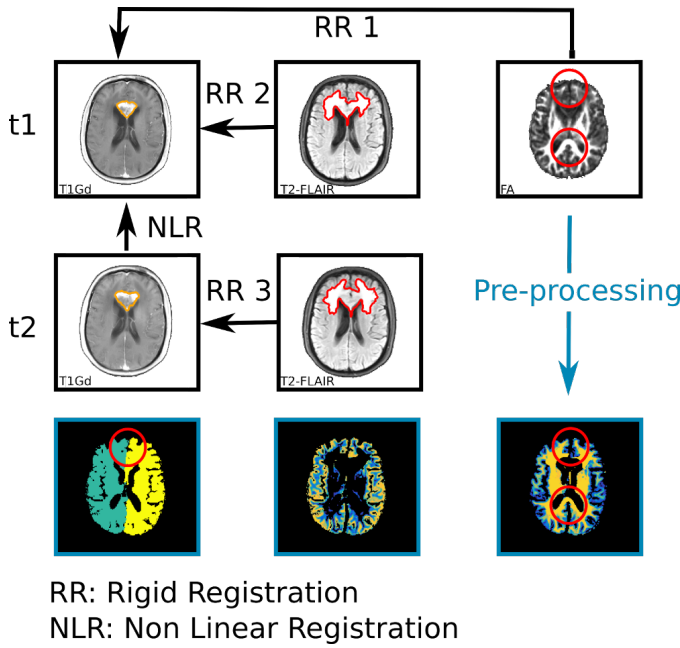 RR 1
t1
RR 2
T1Gd
T2-FLAIR
FA
NLR
Pre-processing
t2
RR 3
T1Gd
T2-FLAIR
RR: Rigid Registration
NLR: Non Linear Registration